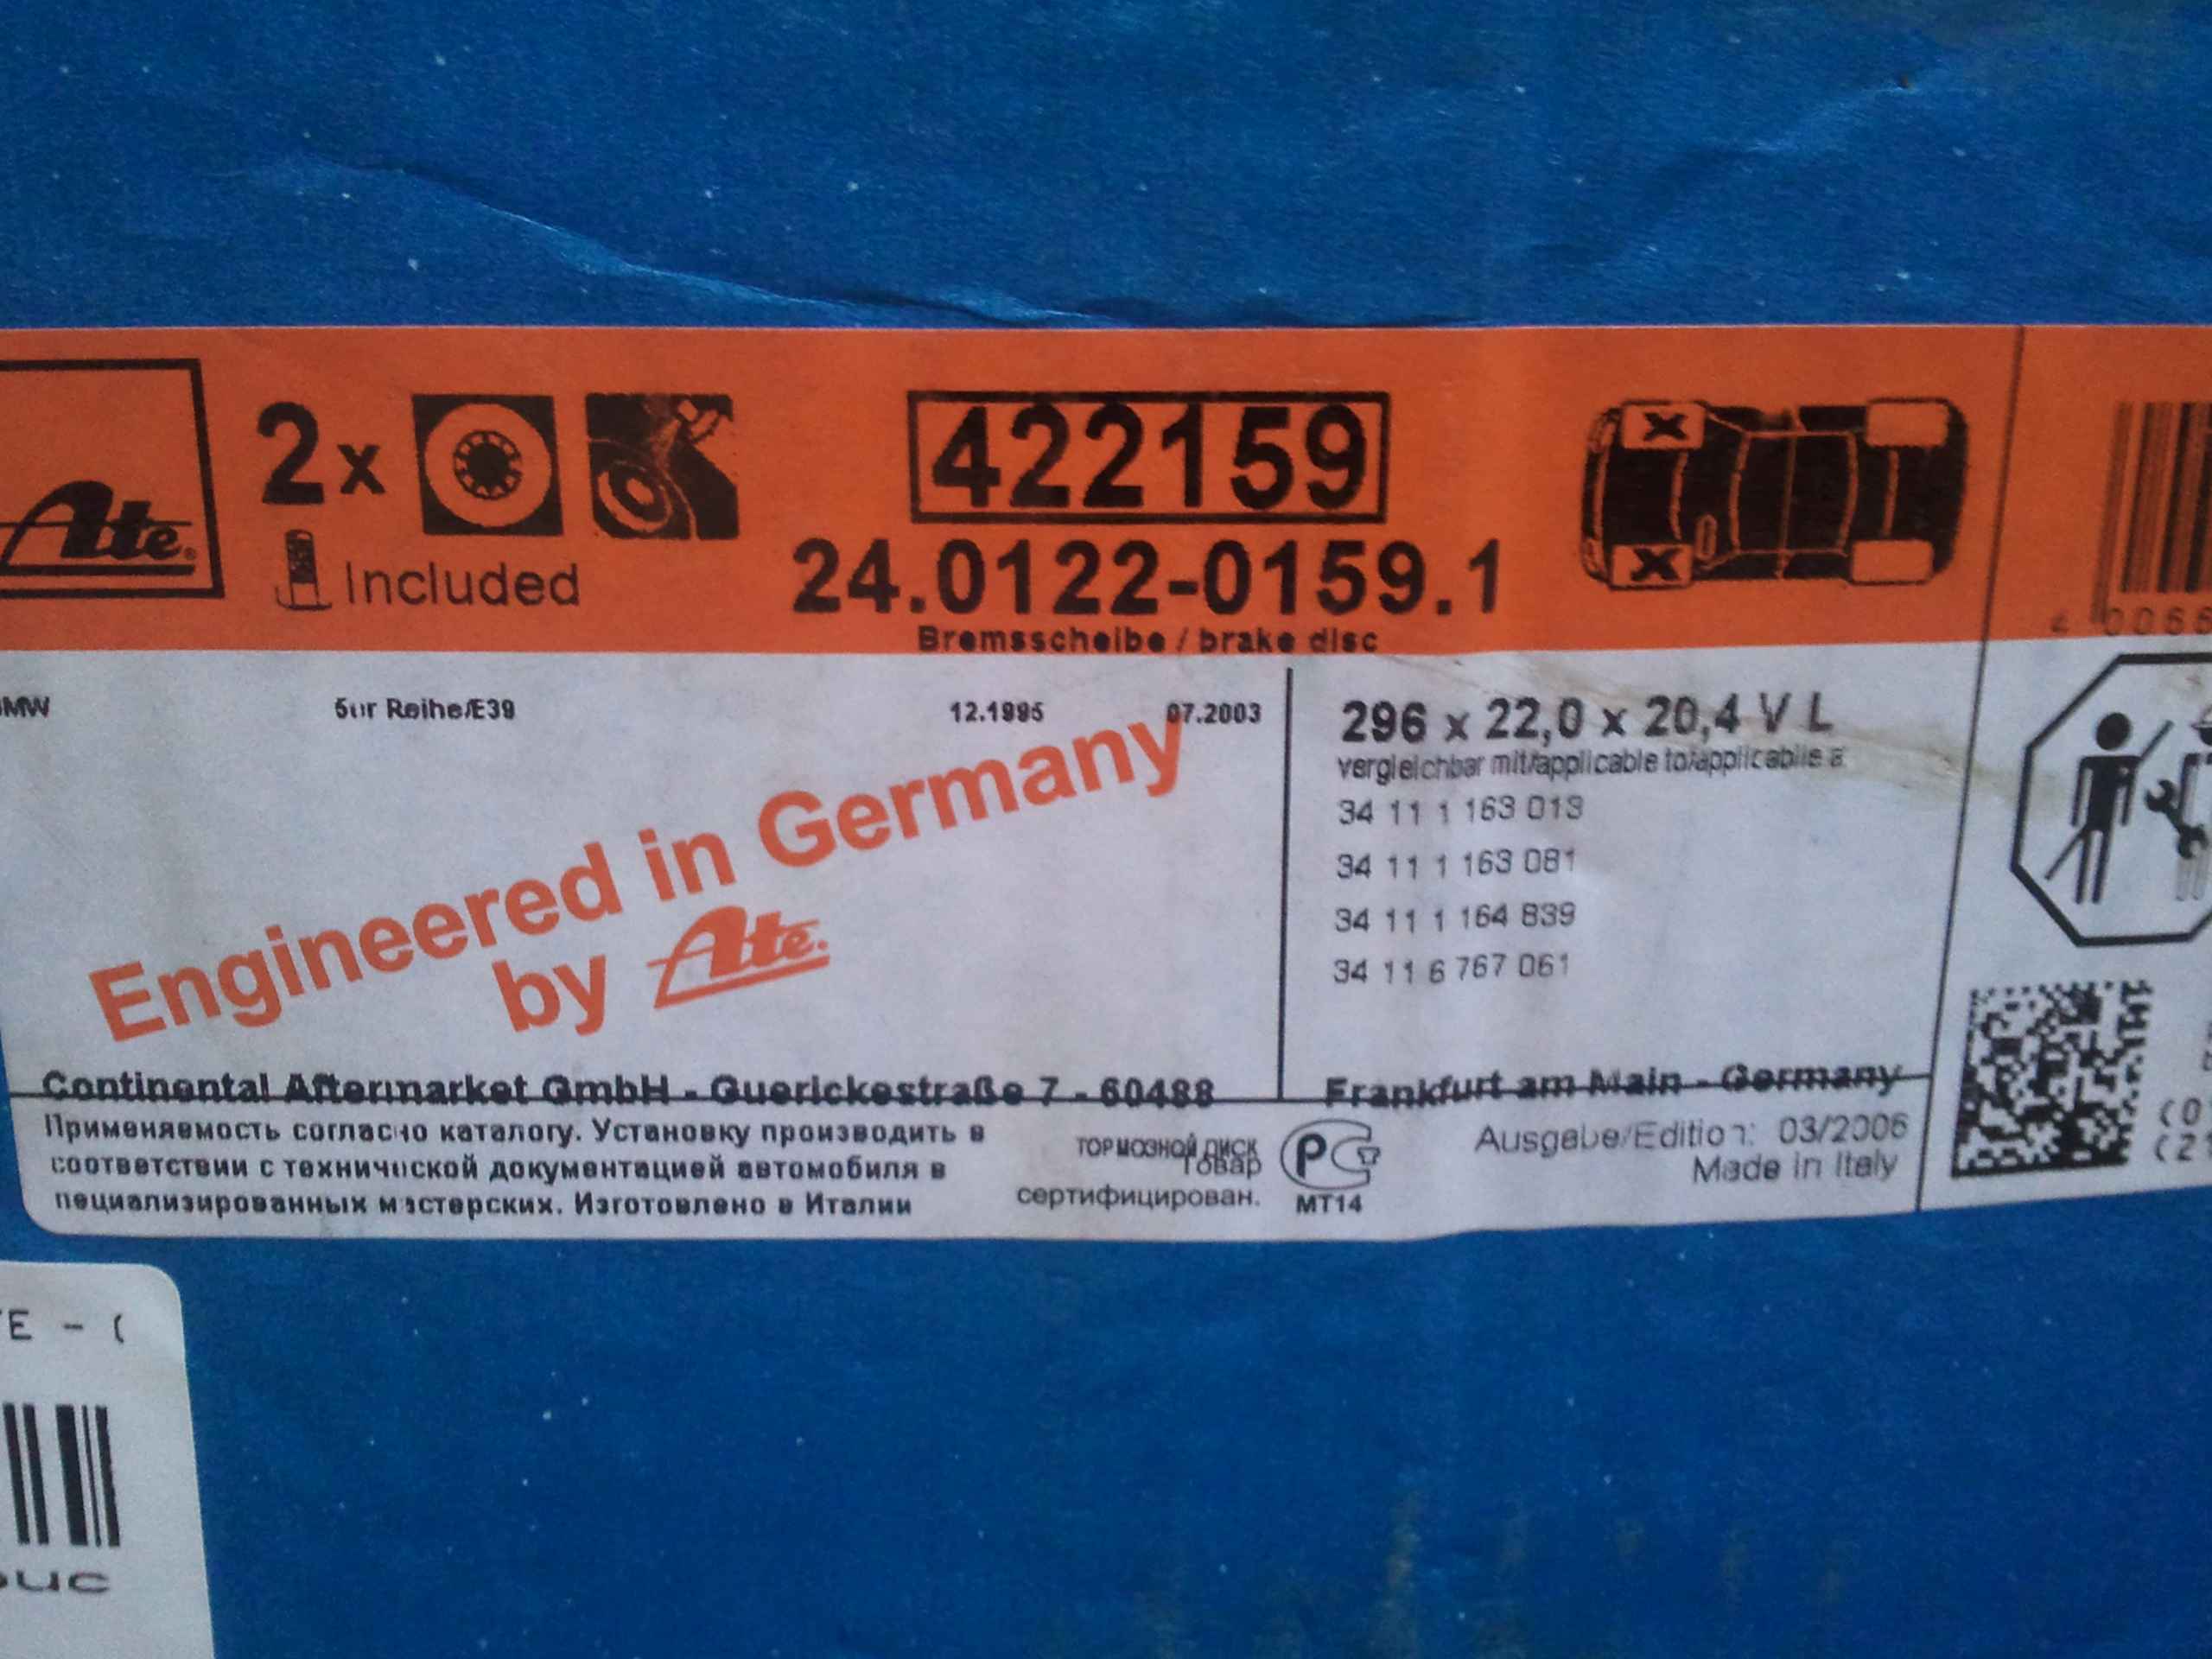 Ate
2x
422159
Included
24.0122-0159.1
Bremsscheibe / brake disc
5er Reihe/E39 12.1995 07.2003
296 x 22,0 x 20,4 V L
vergleichbar mit/applicable to/applicabile a
34 11 1 163 013
34 11 1 163 081
34 11 1 164 839
34 11 6 767 061
Engineered in Germany
by Ate
Continental Aftermarket GmbH - Guerickestraße 7 - 60488 Frankfurt am Main - Germany
Применяемость согласно каталогу. Установку производить в
соответствии с технической документацией автомобиля в
пециализированных мастерских. Изготовлено в Италии
ТОРМОЗНОЙ ДИСК
Товар
сертифицирован.
РСТ
МТ14
Ausgabe/Edition: 03/2006
Made in Italy